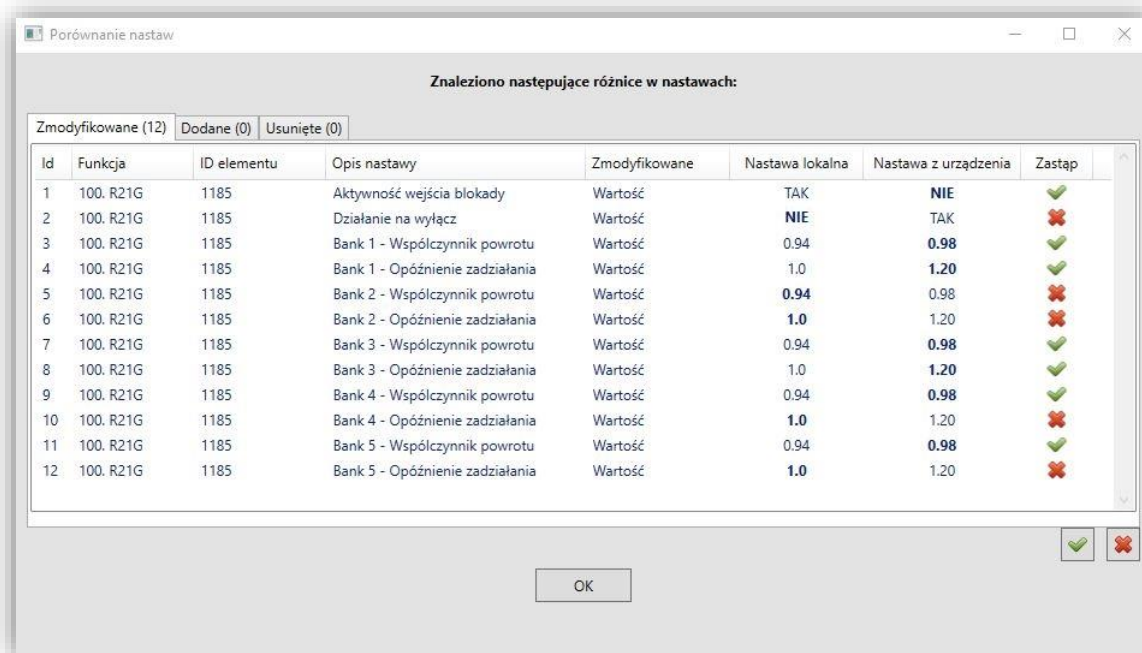 Porównanie nastaw
Znaleziono następujące różnice w nastawach:
Zmodyfikowane (12) Dodane (0) Usunięte (0)
Id Funkcja ID elementu Opis nastawy Zmodyfikowane Nastawa lokalna Nastawa z urządzenia Zastąp
1 100. R21G 1185 Aktywność wejścia blokady Wartość TAK NIE
2 100. R21G 1185 Działanie na wyłącz Wartość NIE TAK
3 100. R21G 1185 Bank 1 - Wspólczynnik powrotu Wartość 0.94 0.98
4 100. R21G 1185 Bank 1 - Opóźnienie zadziałania Wartość 1.0 1.20
5 100. R21G 1185 Bank 2 - Wspólczynnik powrotu Wartość 0.94 0.98
6 100. R21G 1185 Bank 2 - Opóźnienie zadziałania Wartość 1.0 1.20
7 100. R21G 1185 Bank 3 - Wspólczynnik powrotu Wartość 0.94 0.98
8 100. R21G 1185 Bank 3 - Opóźnienie zadziałania Wartość 1.0 1.20
9 100. R21G 1185 Bank 4 - Wspólczynnik powrotu Wartość 0.94 0.98
10 100. R21G 1185 Bank 4 - Opóźnienie zadziałania Wartość 1.0 1.20
11 100. R21G 1185 Bank 5 - Wspólczynnik powrotu Wartość 0.94 0.98
12 100. R21G 1185 Bank 5 - Opóźnienie zadziałania Wartość 1.0 1.20
OK